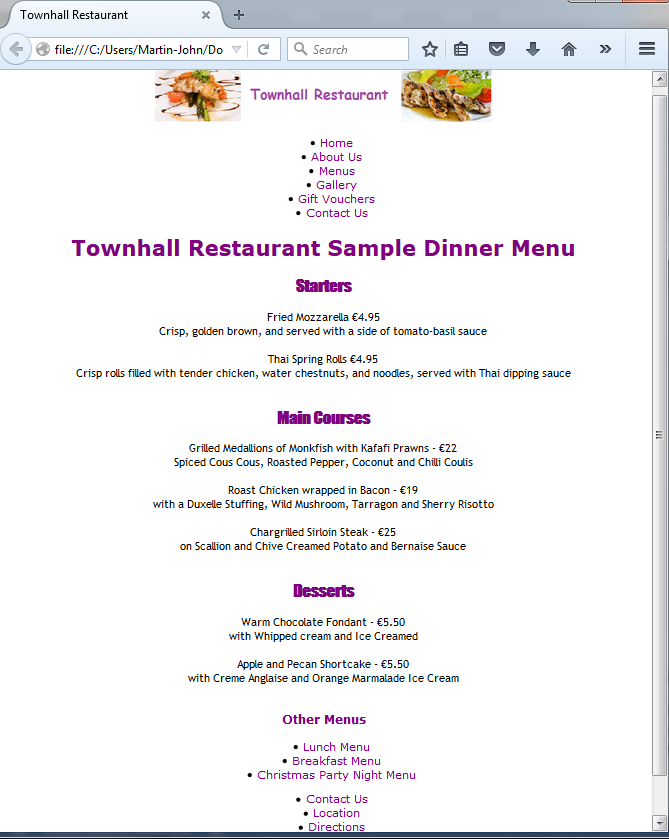 Townhall Restaurant
file:///C:/Users/Martin-John/Do
Search
Townhall Restaurant
• Home
• About Us
• Menus
• Gallery
• Gift Vouchers
• Contact Us
Townhall Restaurant Sample Dinner Menu
Starters
Fried Mozzarella €4.95
Crisp, golden brown, and served with a side of tomato-basil sauce
Thai Spring Rolls €4.95
Crisp rolls filled with tender chicken, water chestnuts, and noodles, served with Thai dipping sauce
Main Courses
Grilled Medallions of Monkfish with Kafafi Prawns - €22
Spiced Cous Cous, Roasted Pepper, Coconut and Chilli Coulis
Roast Chicken wrapped in Bacon - €19
with a Duxelle Stuffing, Wild Mushroom, Tarragon and Sherry Risotto
Chargrilled Sirloin Steak - €25
on Scallion and Chive Creamed Potato and Bernaise Sauce
Desserts
Warm Chocolate Fondant - €5.50
with Whipped cream and Ice Creamed
Apple and Pecan Shortcake - €5.50
with Creme Anglaise and Orange Marmalade Ice Cream
Other Menus
• Lunch Menu
• Breakfast Menu
• Christmas Party Night Menu
• Contact Us
• Location
• Directions